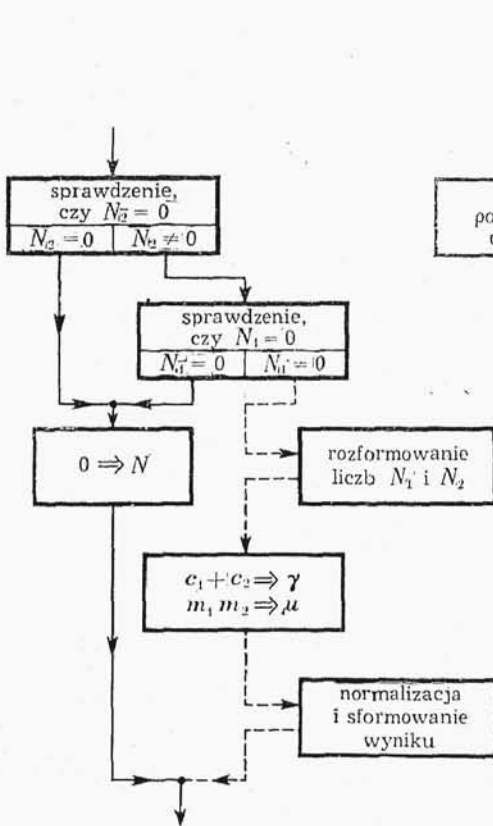 sprawdzenie,
czy N₂ = 0
N₂ = 0 N₂ ≠ 0
sprawdzenie,
czy N₁ = 0
N₁ = 0 N₁ = 0
0 ⇒ N
rozformowanie
liczb N₁ i N₂
c₁ + c₂ ⇒ γ
m₁ m₂ ⇒ μ
normalizacja
i sformowanie
wyniku